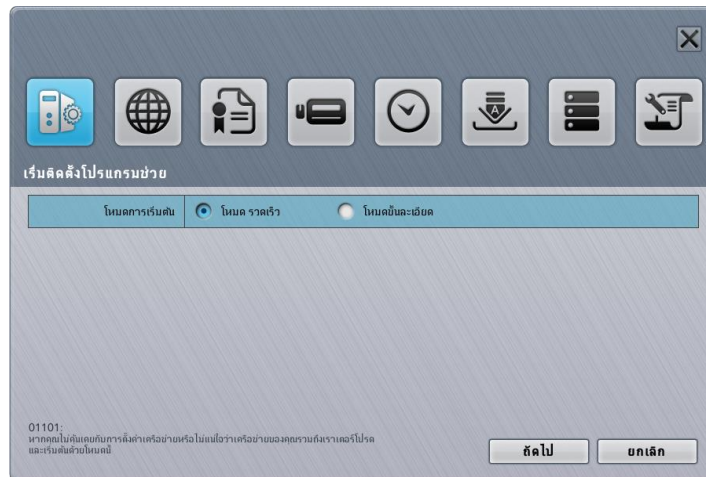 เริ่มติดตั้งโปรแกรมช่วย
โหมดการเริ่มต้น
โหมด รวดเร็ว
โหมดขั้นละเอียด
01101:
หากคุณไม่คุ้นเคยกับการตั้งค่าเครือข่ายหรือไม่แน่ใจว่าเครือข่ายของคุณรวมถึงเราเตอร์โปรด
และเริ่มต้นด้วยโหมดนี้
ถัดไป
ยกเลิก